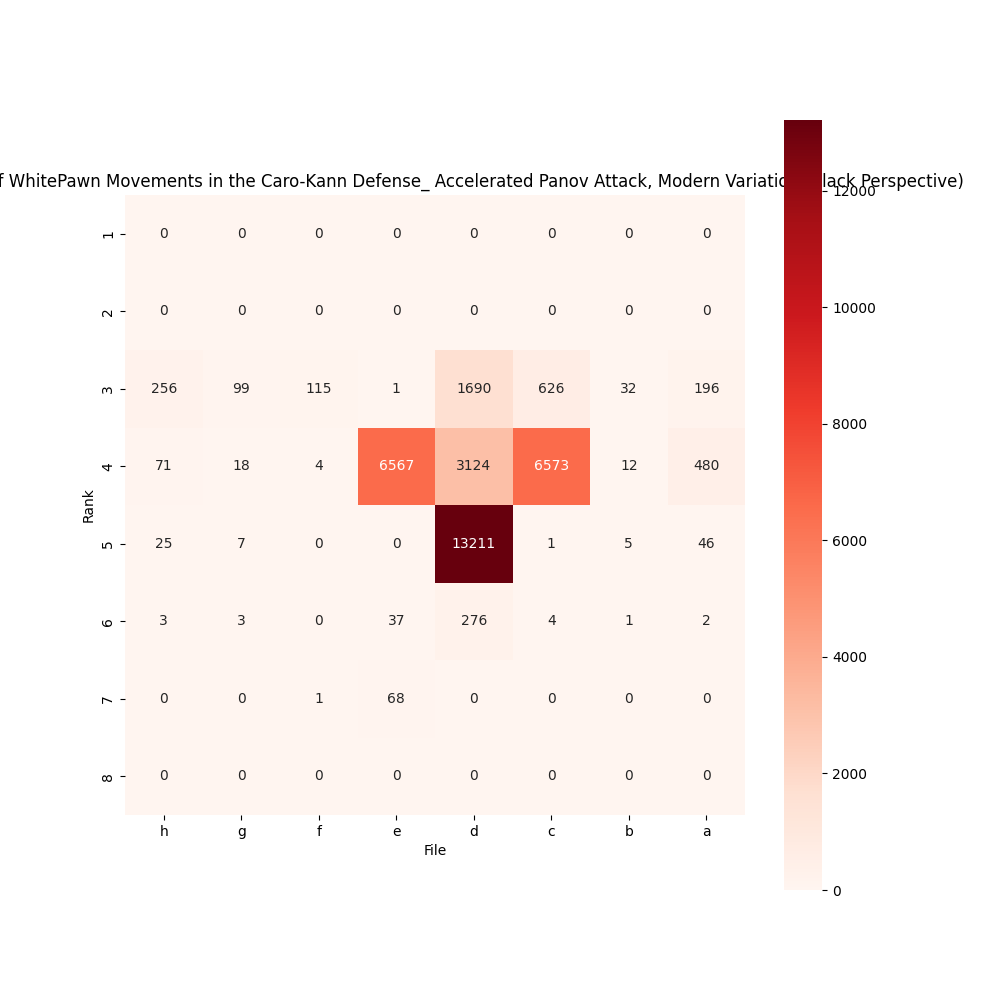 f WhitePawn Movements in the Caro-Kann Defense_ Accelerated Panov Attack, Modern Variatio lack Perspective)
12000
10000
8000
6000
4000
2000
0
Rank
1 0 0 0 0 0 0 0 0
2 0 0 0 0 0 0 0 0
3 256 99 115 1 1690 626 32 196
4 71 18 4 6567 3124 6573 12 480
5 25 7 0 0 13211 1 5 46
6 3 3 0 37 276 4 1 2
7 0 0 1 68 0 0 0 0
8 0 0 0 0 0 0 0 0
h g f e d c b a
File